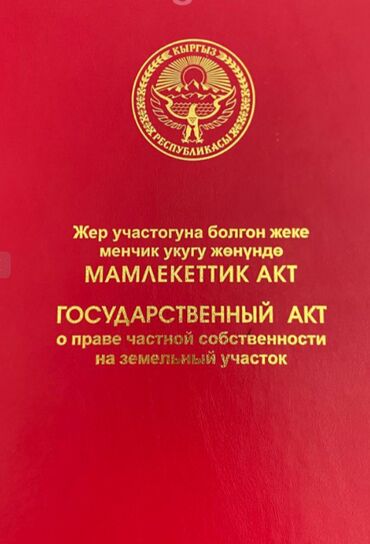 КЫРГЫЗ
РЕСПУБЛИКАСЫ
Жер участогуна болгон жеке
менчик укугу жөнүндө
МАМЛЕКЕТТИК АКТ
ГОСУДАРСТВЕННЫЙ АКТ
о праве частной собственности
на земельный участок